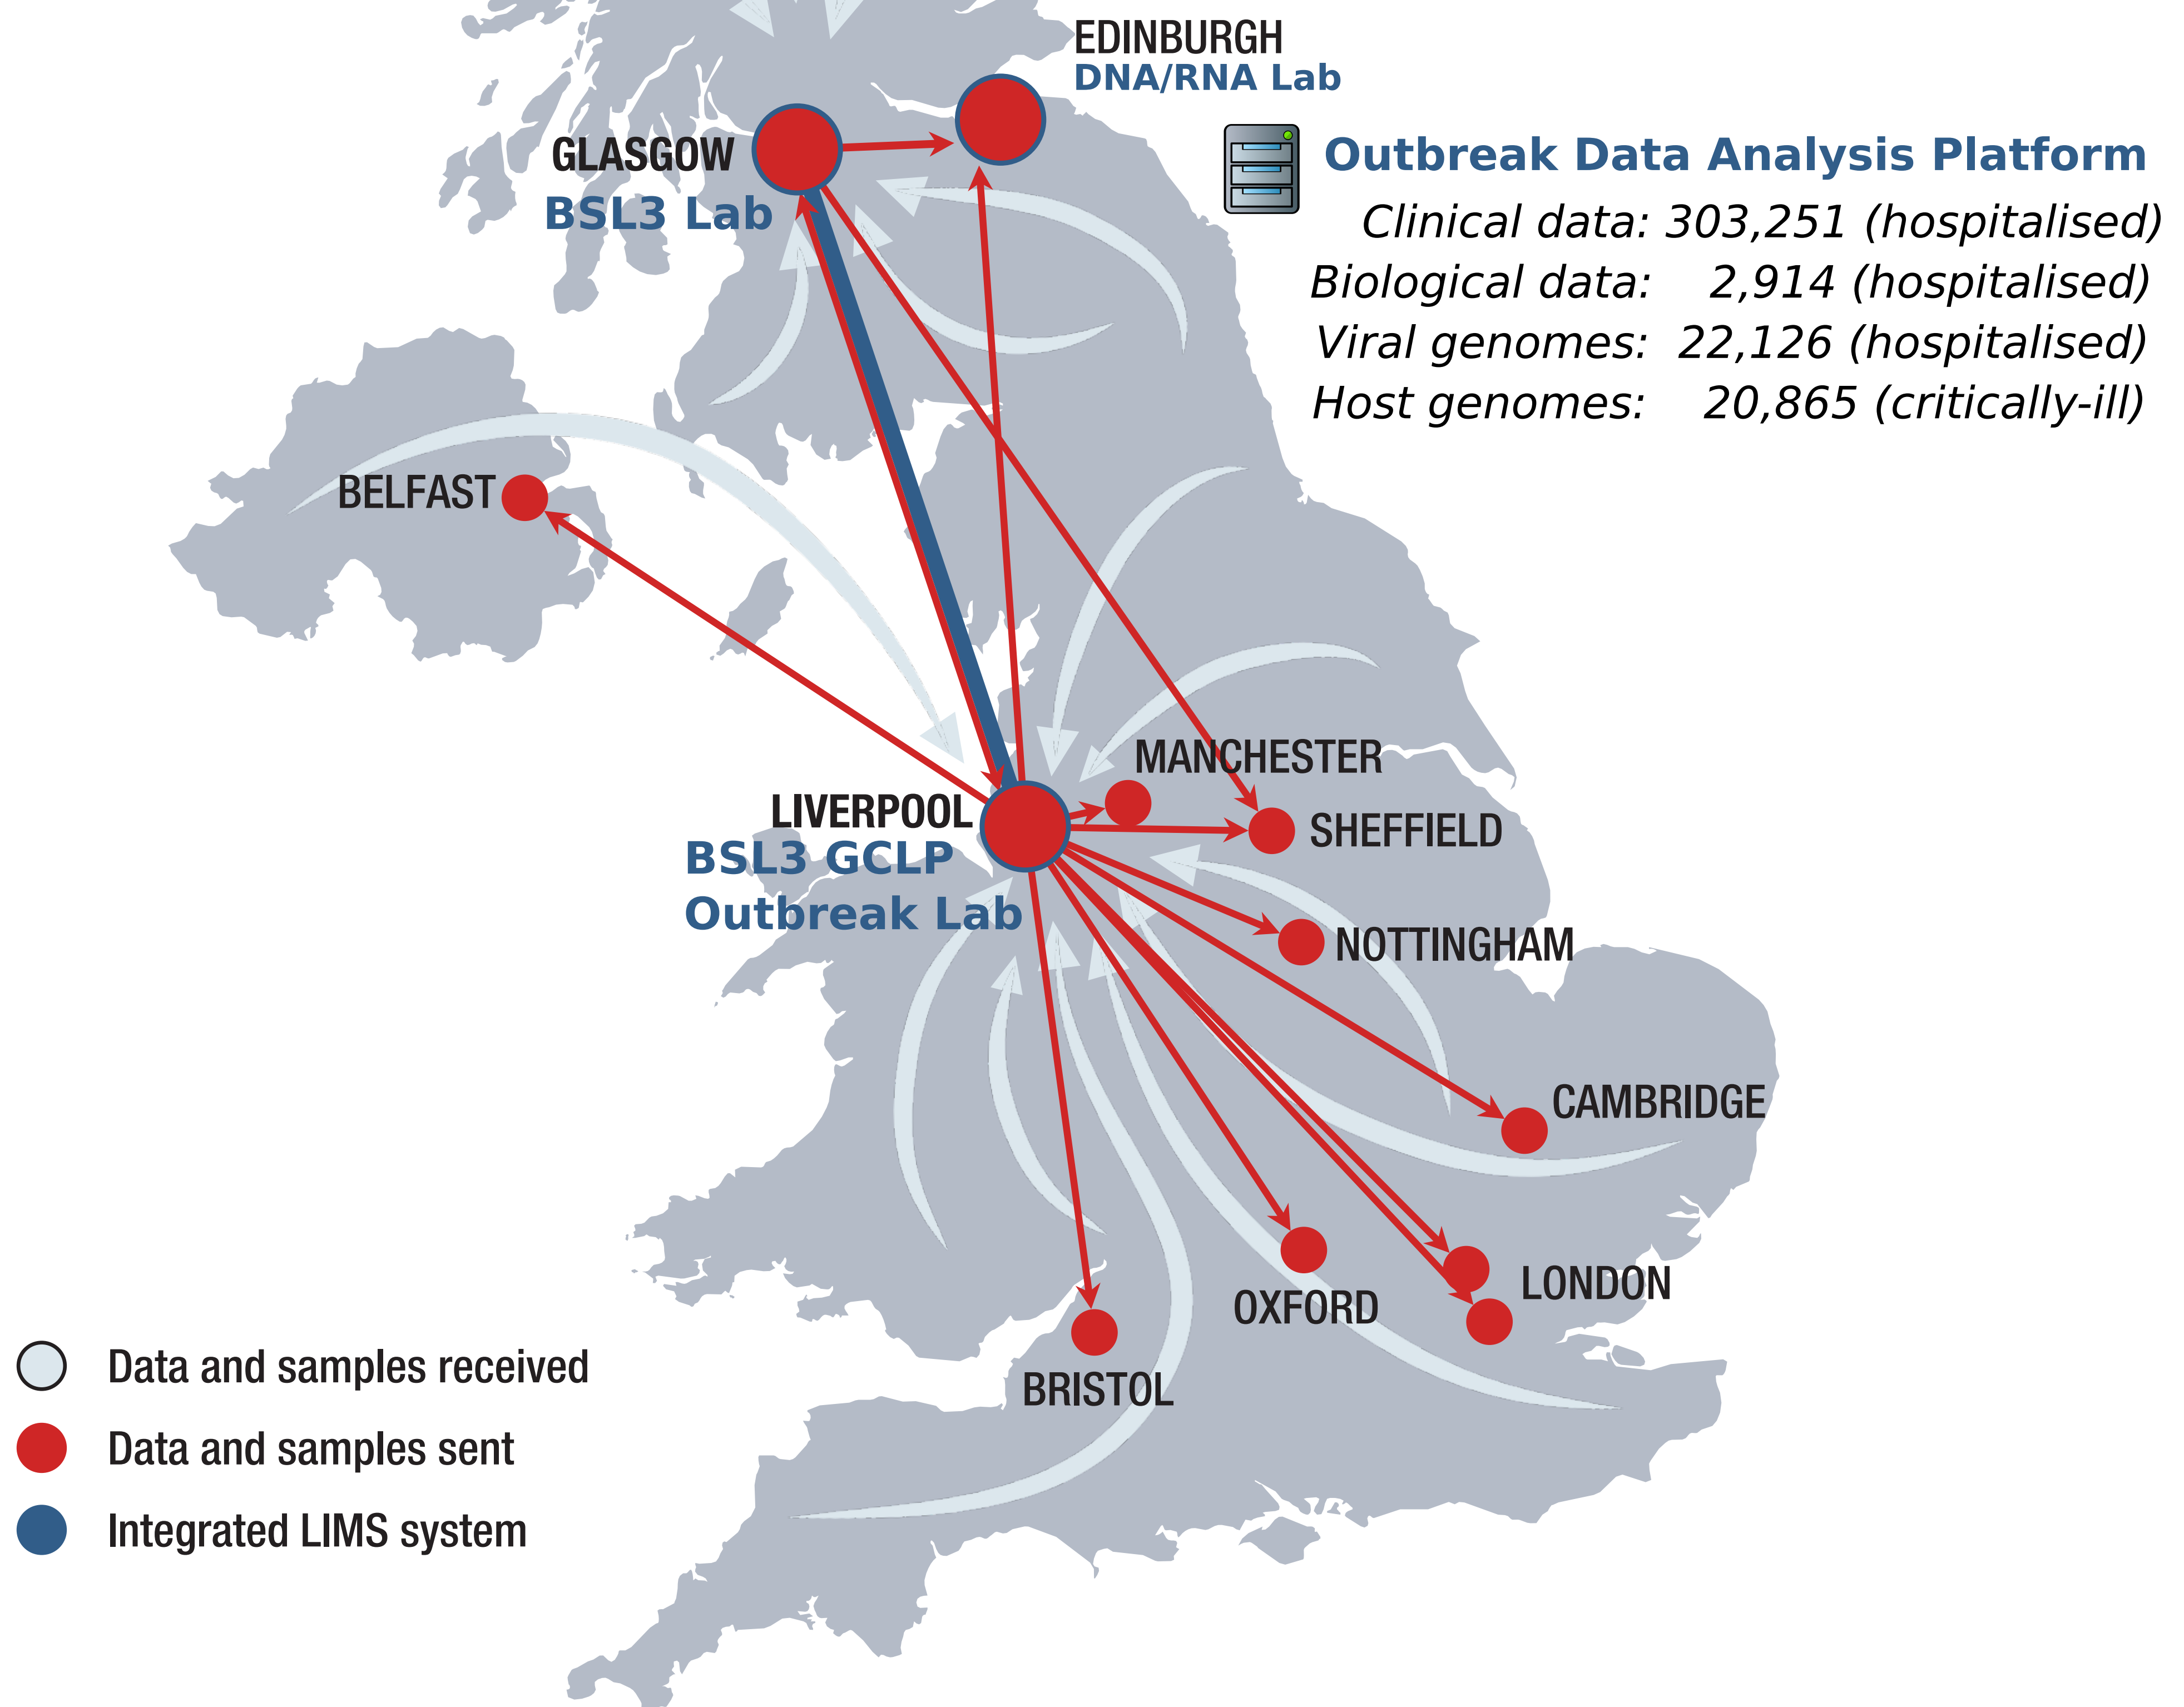 EDINBURGH
DNA/RNA Lab
GLASGOW
BSL3 Lab
Outbreak Data Analysis Platform
Clinical data: 303,251 (hospitalised)
Biological data: 2,914 (hospitalised)
Viral genomes: 22,126 (hospitalised)
Host genomes: 20,865 (critically-ill)
BELFAST
MANCHESTER
LIVERPOOL
BSL3 GCLP
Outbreak Lab
SHEFFIELD
NOTTINGHAM
CAMBRIDGE
LONDON
OXFORD
BRISTOL
Data and samples received
Data and samples sent
Integrated LIMS system